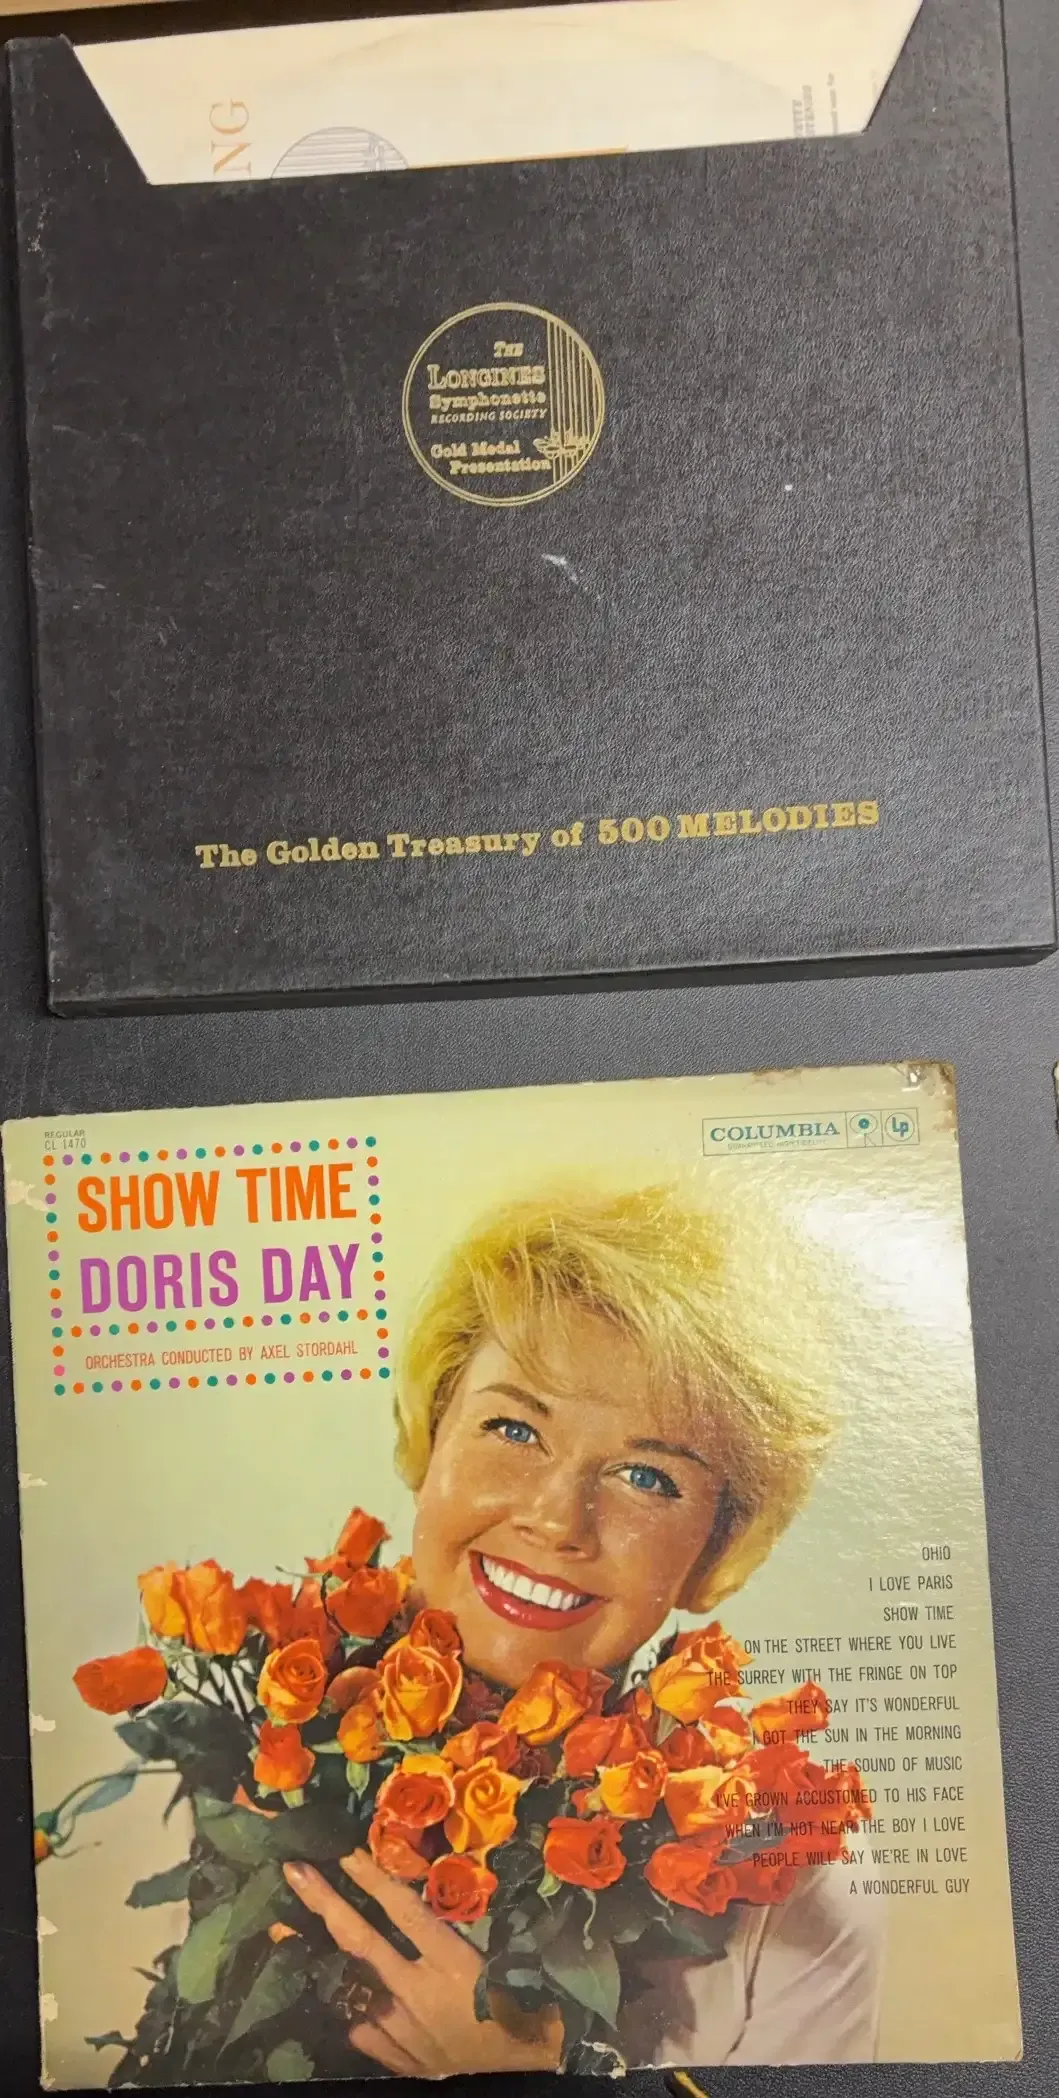 NG
THE
LONGINES
Symphonette
RECORDING SOCIETY
Gold Medal
Presentation
The Golden Treasury of 500 MELODIES
REGULAR
CL 1470
COLUMBIA Lp
SHOW TIME
DORIS DAY
ORCHESTRA CONDUCTED BY AXEL STORDAHL
OHIO
I LOVE PARIS
SHOW TIME
ON THE STREET WHERE YOU LIVE
THE SURREY WITH THE FRINGE ON TOP
THEY SAY IT'S WONDERFUL
I GOT THE SUN IN THE MORNING
THE SOUND OF MUSIC
I'VE GROWN ACCUSTOMED TO HIS FACE
WHEN I'M NOT NEAR THE BOY I LOVE
PEOPLE WILL SAY WE'RE IN LOVE
A WONDERFUL GUY